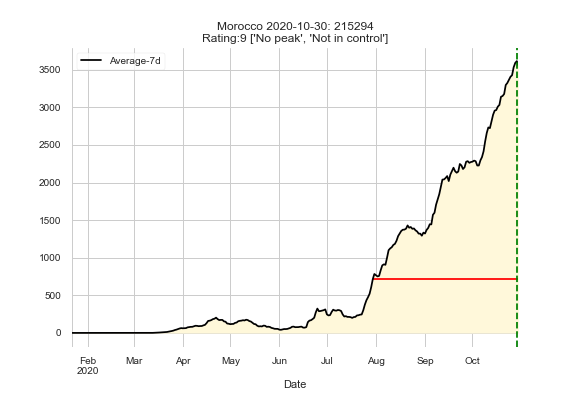 Morocco 2020-10-30: 215294
Rating:9 ['No peak', 'Not in control']
Average-7d
3500
3000
2500
2000
1500
1000
500
0
Feb Mar Apr May Jun Jul Aug Sep Oct
2020
Date